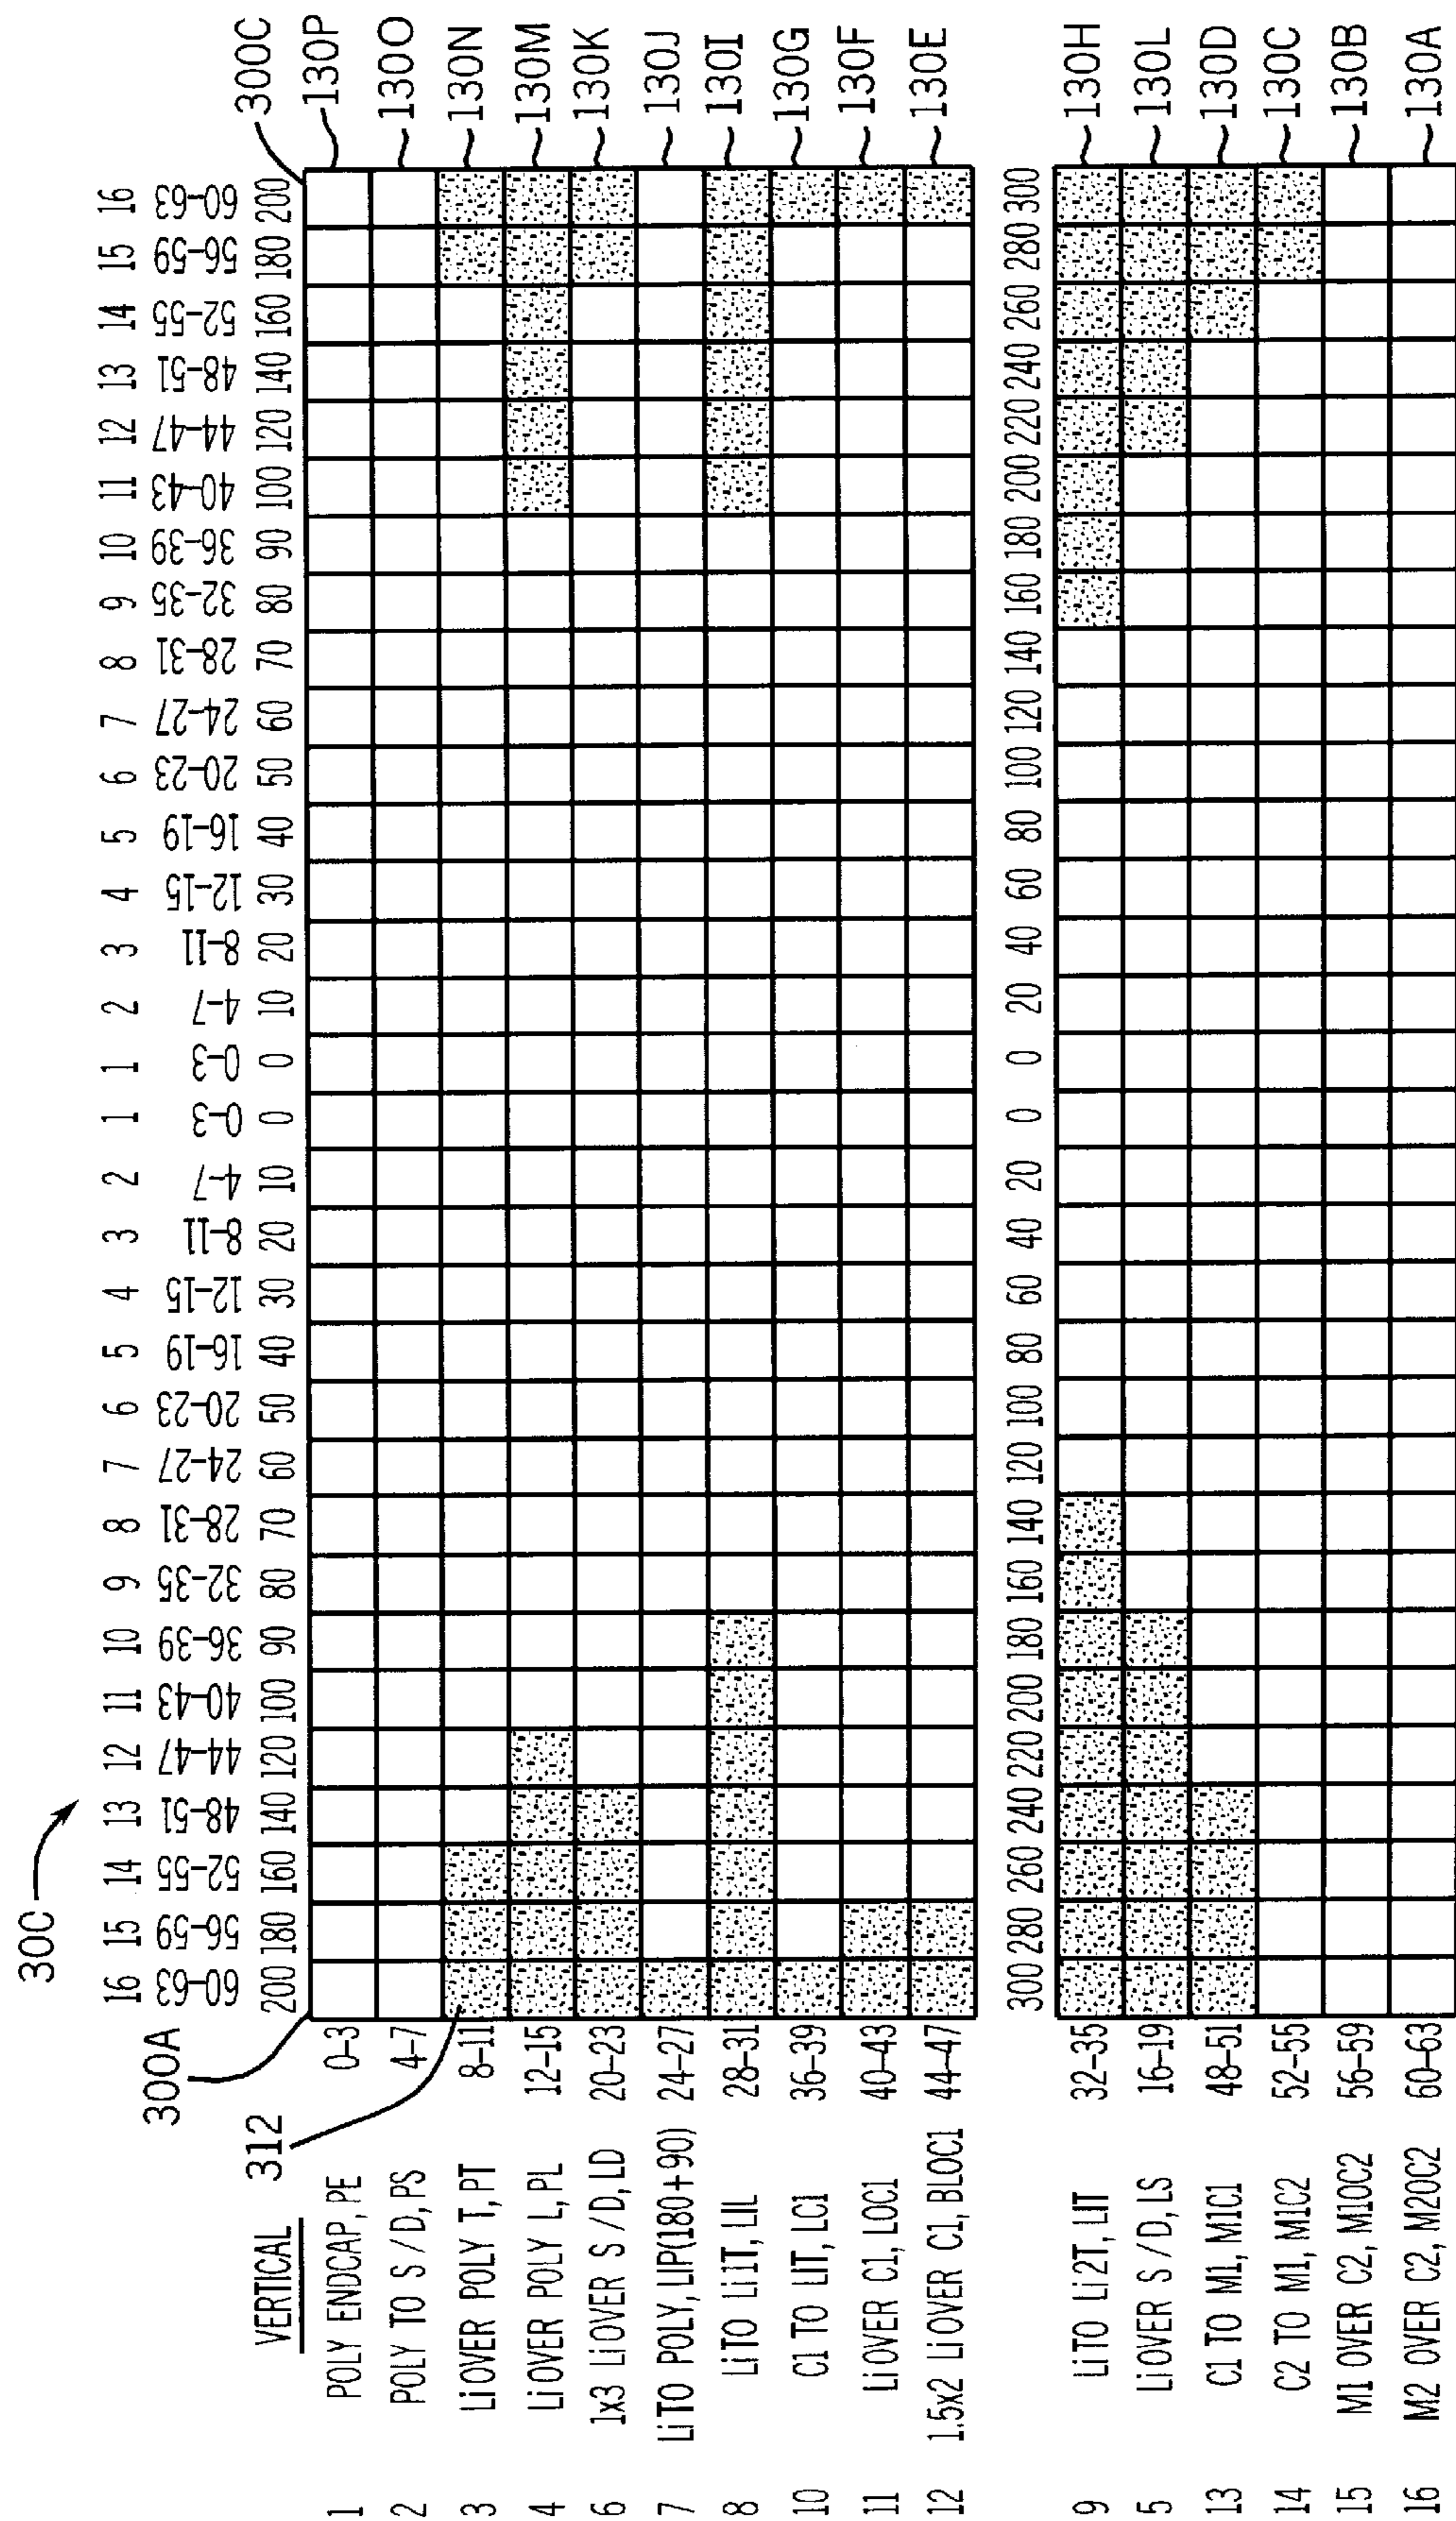 30C
16 15 14 13 12 11 10 9 8 7 6 5 4 3 2 1 1 2 3 4 5 6 7 8 9 10 11 12 13 14 15 16
60-63 56-59 52-55 48-51 44-47 40-43 36-39 32-35 28-31 24-27 20-23 16-19 12-15 8-11 4-7 0-3 0-3 4-7 8-11 12-15 16-19 20-23 24-27 28-31 32-35 36-39 40-43 44-47 48-51 52-55 56-59 60-63
300A
300C
VERTICAL
312
200 180 160 140 120 100 90 80 70 60 50 40 30 20 10 0 0 10 20 30 40 50 60 70 80 90 100 120 140 160 180 200
1 POLY ENDCAP, PE 0-3 130P
2 POLY TO S/D, PS 4-7 130O
3 Li OVER POLY T, PT 8-11 130N
4 Li OVER POLY L, PL 12-15 130M
6 1x3 Li OVER S/D, LD 20-23 130K
7 Li TO POLY, LIP(180+90) 24-27 130J
8 Li TO Li 1T, LIL 28-31 130I
10 C1 TO LIT, LC1 36-39 130G
11 Li OVER C1, LOC1 40-43 130F
12 1.5x2 Li OVER C1, BLOC1 44-47 130E
300 280 260 240 220 200 180 160 140 120 100 80 60 40 20 0 0 20 40 60 80 100 120 140 160 180 200 220 240 260 280 300
9 Li TO Li 2T, LIT 32-35 130H
5 Li OVER S/D, LS 16-19 130L
13 C1 TO M1, M1C1 48-51 130D
14 C2 TO M1, M1C2 52-55 130C
15 M1 OVER C2, M1OC2 56-59 130B
16 M2 OVER C2, M2OC2 60-63 130A